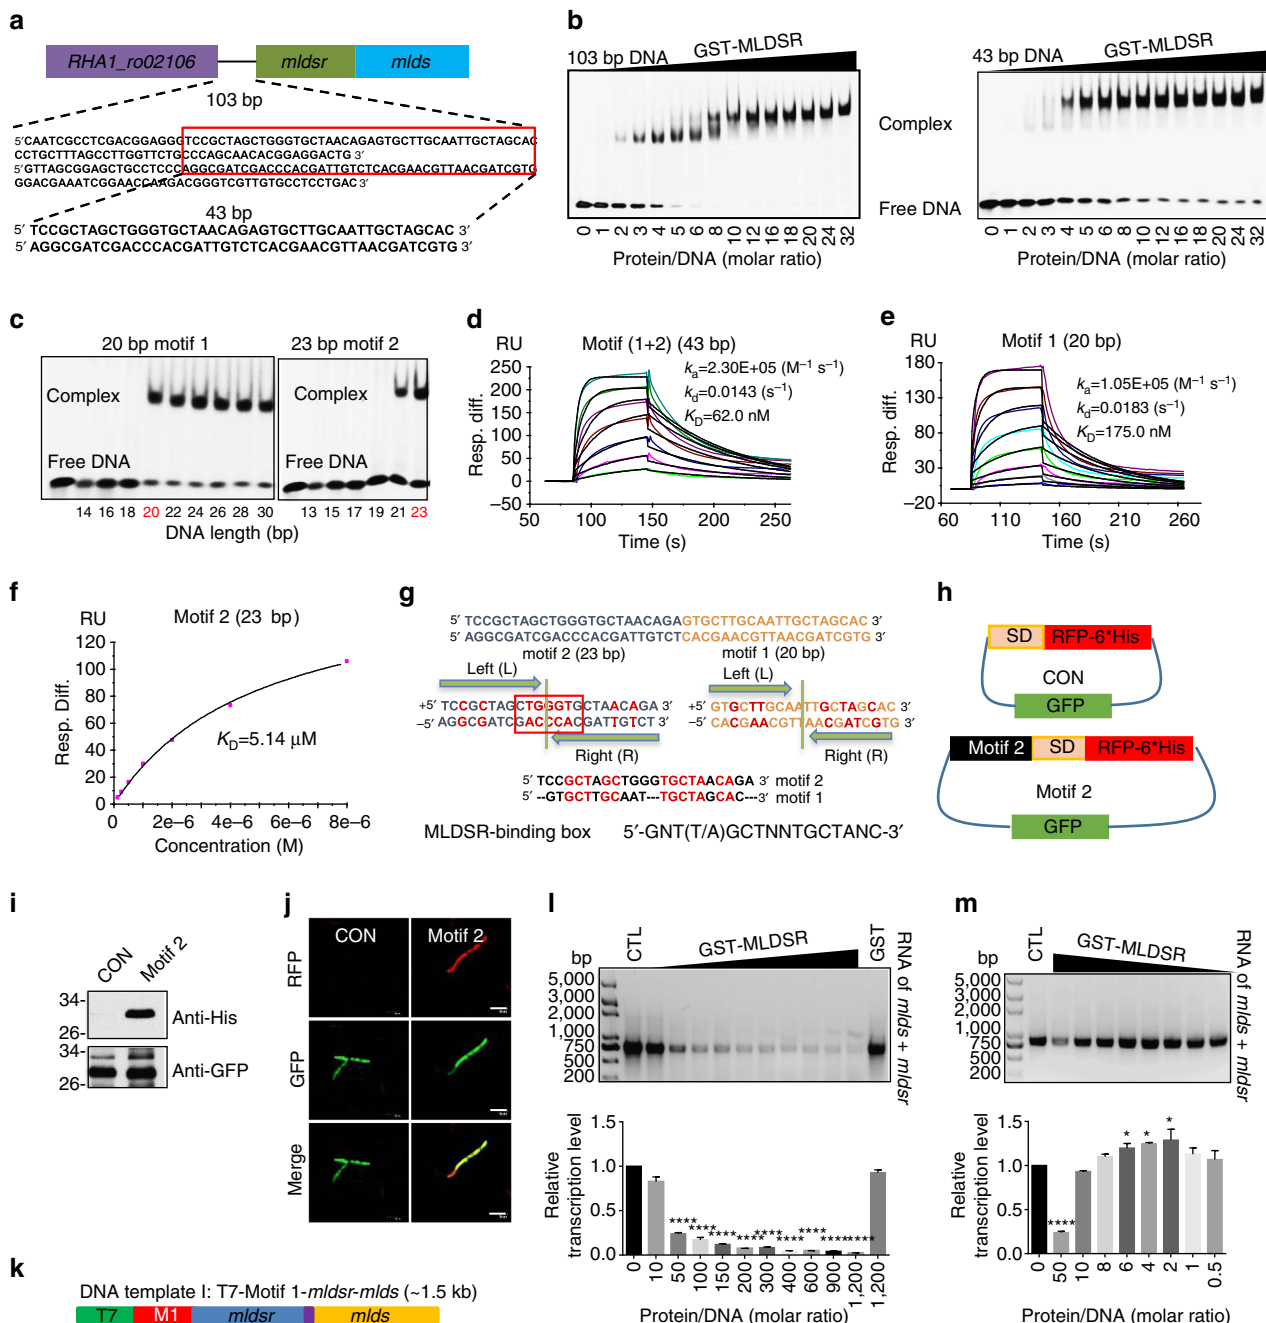 a
RHA1_ro02106 mldsr mlds
103 bp
5′CAATCGCCTCGACGGAGGGTCCGCTAGCTGGGTGCTAACAGAGTGCTTGCAATTGCTAGCAC
CCTGCTTTAGCCTTGGTTCTGCCCAGCAACACGGAGGACTG 3′
5′GTTAGCGGAGCTGCCTCCCAGGCGATCGACCCACGATTGTCTCACGAACGTTAACGATCGTG
GGACGAAATCGGAACCAAGACGGGTCGTTGTGCCTCCTGAC 3′
43 bp
5′ TCCGCTAGCTGGGTGCTAACAGAGTGCTTGCAATTGCTAGCAC 3′
5′ AGGCGATCGACCCACGATTGTCTCACGAACGTTAACGATCGTG 3′
b
103 bp DNA GST-MLDSR
43 bp DNA GST-MLDSR
Complex
Free DNA
0 1 2 3 4 5 6 8 10 12 16 18 20 24 32
Protein/DNA (molar ratio)
0 1 2 3 4 5 6 8 10 12 16 18 20 24 32
Protein/DNA (molar ratio)
c
20 bp motif 1
23 bp motif 2
Complex
Complex
Free DNA
Free DNA
14 16 18 20 22 24 26 28 30
13 15 17 19 21 23
DNA length (bp)
d
RU Motif (1+2) (43 bp)
ka=2.30E+05 (M−1 s−1)
kd=0.0143 (s−1)
KD=62.0 nM
Resp. diff.
250
200
150
100
50
0
−50
50 100 150 200 250
Time (s)
e
RU Motif 1 (20 bp)
ka=1.05E+05 (M−1 s−1)
kd=0.0183 (s−1)
KD=175.0 nM
Resp. diff.
180
130
80
30
−20
60 110 160 210 260
Time (s)
f
RU Motif 2 (23 bp)
Resp. Diff.
120
100
80
60
40
20
0
KD=5.14 μM
0 2e−6 4e−6 6e−6 8e−6
Concentration (M)
g
5′ TCCGCTAGCTGGGTGCTAACAGAGTGCTTGCAATTGCTAGCAC 3′
5′ AGGCGATCGACCCACGATTGTCTCACGAACGTTAACGATCGTG 3′
motif 2 (23 bp) motif 1 (20 bp)
Left (L) Left (L)
+5′ TCCGCTAGCTGGGTGCTAACAGA 3′
−5′ AGGCGATCGACCCACGATTGTCT 3′
+5′ GTGCTTGCAATTGCTAGCAC 3′
−5′ CACGAACGTTAACGATCGTG 3′
Right (R) Right (R)
5′ TCCGCTAGCTGGGTGCTAACAGA 3′ motif 2
5′ --GTGCTTGCAAT---TGCTAGCAC---3′ motif 1
MLDSR-binding box 5′-GNT(T/A)GCTNNTGCTANC-3′
h
SD RFP-6*His
CON
GFP
Motif 2 SD RFP-6*His
Motif 2
GFP
i
CON Motif 2
34-
26-
Anti-His
34-
26-
Anti-GFP
j
CON Motif 2
RFP
GFP
Merge
k
DNA template I: T7-Motif 1-mldsr-mlds (~1.5 kb)
T7 M1 mldsr mlds
l
bp CTL GST-MLDSR GST
5,000
3,000
2,000
1,000
750
500
200
RNA of mlds + mldsr
Relative transcription level
1.5
1.0
0.5
0.0
**** **** **** **** **** **** **** **** ****
0 10 50 100 150 200 300 400 600 900 1,200 1,200
Protein/DNA (molar ratio)
m
bp CTL GST-MLDSR
5,000
3,000
2,000
1,000
750
500
200
RNA of mlds + mldsr
Relative transcription level
1.5
1.0
0.5
0.0
**** * * *
0 50 10 8 6 4 2 1 0.5
Protein/DNA (molar ratio)